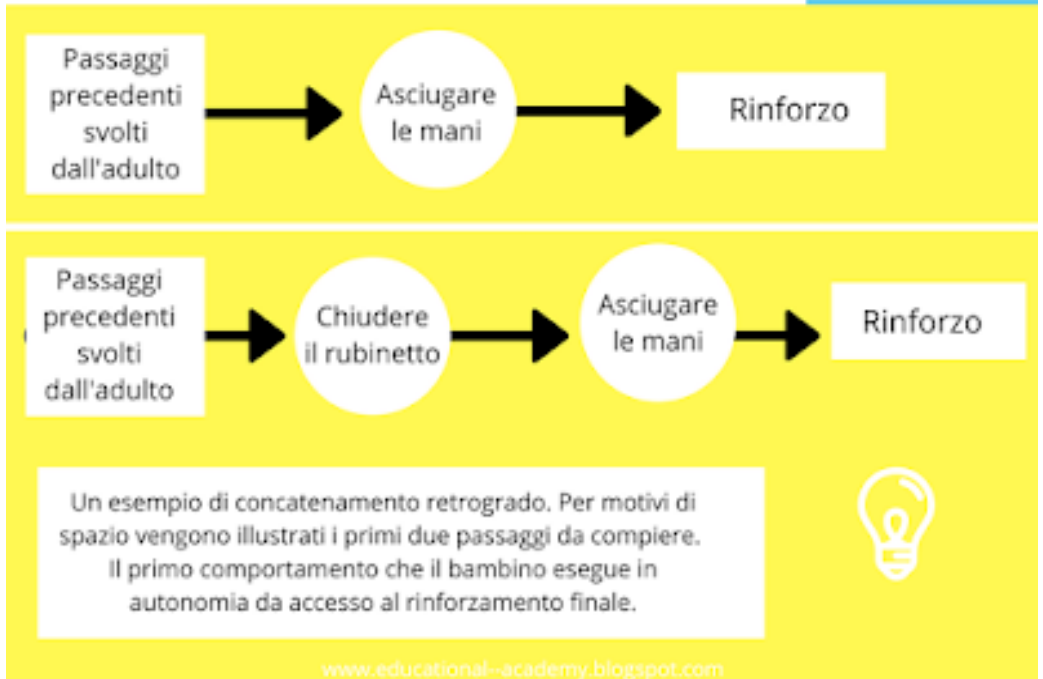 Passaggi
precedenti
svolti
dall'adulto
Asciugare
le mani
Rinforzo
Passaggi
precedenti
svolti
dall'adulto
Chiudere
il rubinetto
Asciugare
le mani
Rinforzo
Un esempio di concatenamento retrogrado. Per motivi di
spazio vengono illustrati i primi due passaggi da compiere.
Il primo comportamento che il bambino esegue in
autonomia da accesso al rinforzamento finale.
www.educational--academy.blogspot.com